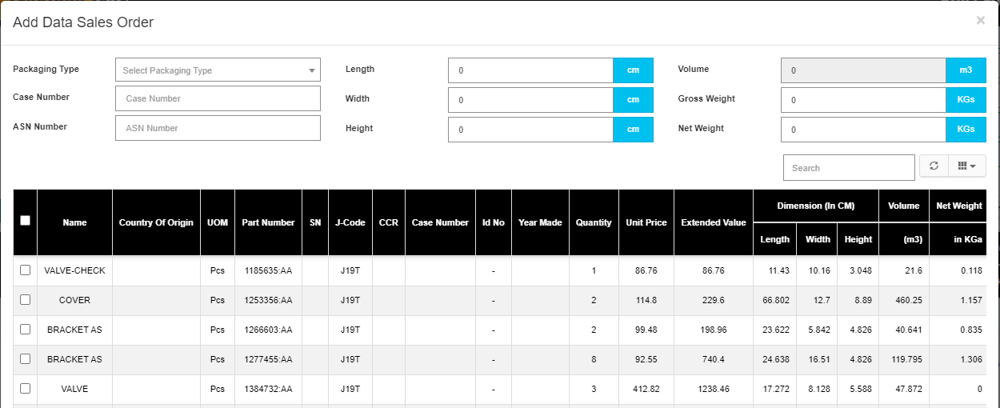 Add Data Sales Order ×
Packaging Type Select Packaging Type Length 0 cm Volume 0 m3
Case Number Case Number Width 0 cm Gross Weight 0 KGs
ASN Number ASN Number Height 0 cm Net Weight 0 KGs
Search
Name Country Of Origin UOM Part Number SN J-Code CCR Case Number Id No Year Made Quantity Unit Price Extended Value Dimension (In CM) Volume Net Weight
Length Width Height (m3) in KGa
VALVE-CHECK Pcs 1185635:AA J19T - 1 86.76 86.76 11.43 10.16 3.048 21.6 0.118
COVER Pcs 1253356:AA J19T - 2 114.8 229.6 66.802 12.7 8.89 460.25 1.157
BRACKET AS Pcs 1266603:AA J19T - 2 99.48 198.96 23.622 5.842 4.826 40.641 0.835
BRACKET AS Pcs 1277455:AA J19T - 8 92.55 740.4 24.638 16.51 4.826 119.795 1.306
VALVE Pcs 1384732:AA J19T - 3 412.82 1238.46 17.272 8.128 5.588 47.872 0